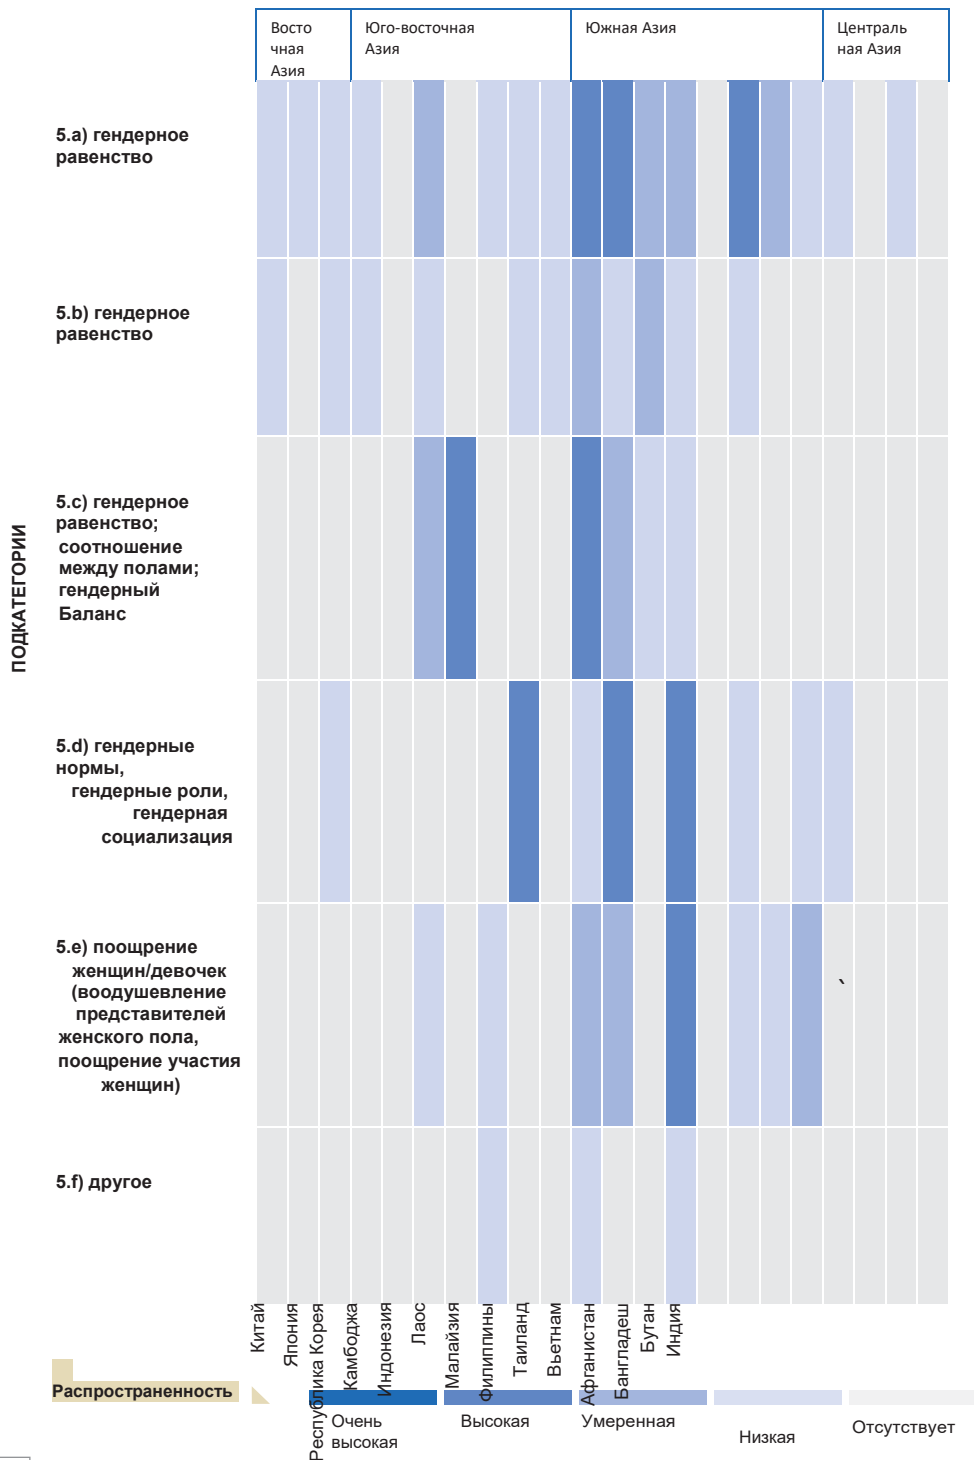 Восто
чная
Азия
Юго-восточная
Азия
Южная Азия
Централь
ная Азия
ПОДКАТЕГОРИИ
5.a) гендерное
равенство
5.b) гендерное
равенство
5.c) гендерное
равенство;
соотношение
между полами;
гендерный
Баланс
5.d) гендерные
нормы,
гендерные роли,
гендерная
социализация
5.e) поощрение
женщин/девочек
(воодушевление
представителей
женского пола,
поощрение участия
женщин)
`
5.f) другое
Китай
Япония
Республика Корея
Камбоджа
Индонезия
Лаос
Малайзия
Филиппины
Таиланд
Вьетнам
Афганистан
Бангладеш
Бутан
Индия
Распространенность
Очень
высокая
Высокая
Умеренная
Низкая
Отсутствует